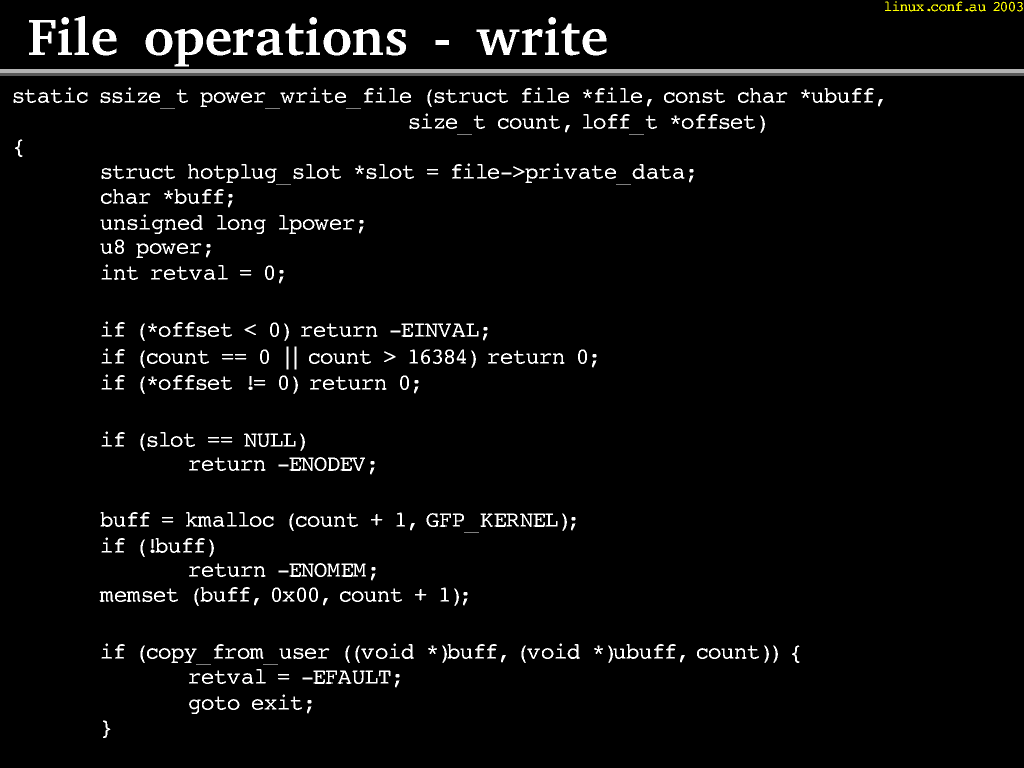 linux.conf.au 2003
File operations - write
static ssize_t power_write_file (struct file *file, const char *ubuff,
size_t count, loff_t *offset)
{
struct hotplug_slot *slot = file->private_data;
char *buff;
unsigned long lpower;
u8 power;
int retval = 0;
if (*offset < 0) return -EINVAL;
if (count == 0 || count > 16384) return 0;
if (*offset != 0) return 0;
if (slot == NULL)
return -ENODEV;
buff = kmalloc (count + 1, GFP_KERNEL);
if (!buff)
return -ENOMEM;
memset (buff, 0x00, count + 1);
if (copy_from_user ((void *)buff, (void *)ubuff, count)) {
retval = -EFAULT;
goto exit;
}